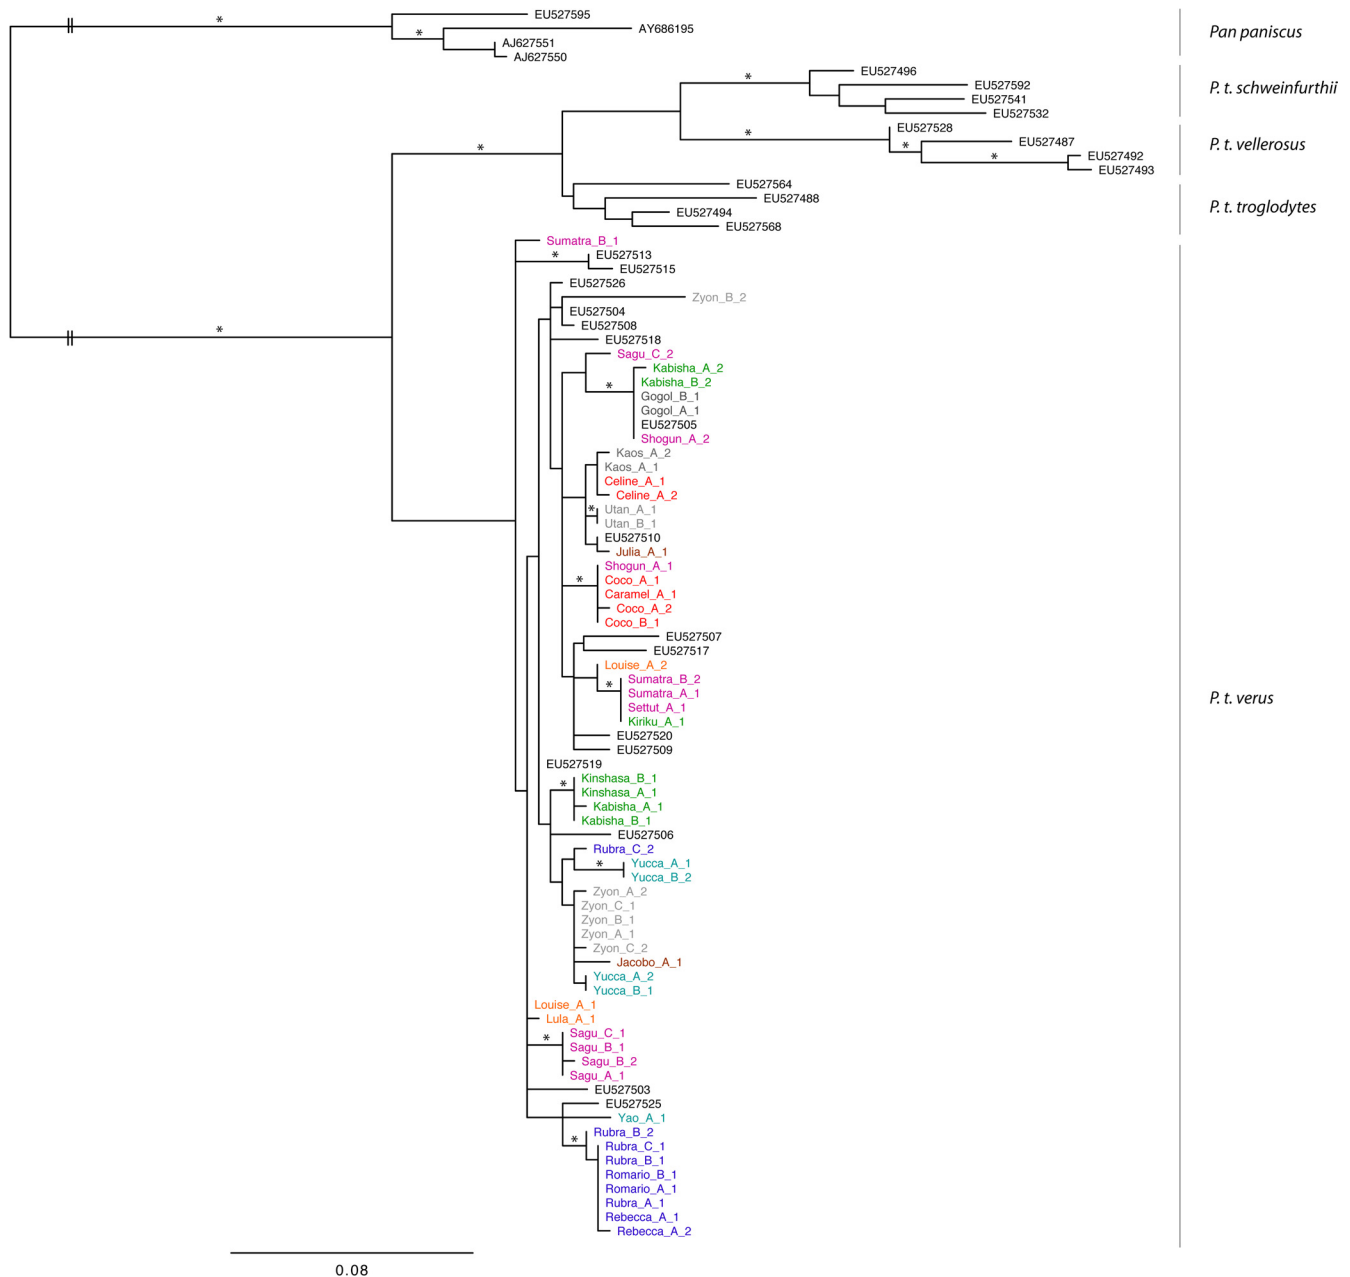 *
EU527595
*
AY686195
AJ627551
AJ627550
Pan paniscus
*
EU527496
EU527592
EU527541
EU527532
P. t. schweinfurthii
*
EU527528
*
EU527487
*
EU527492
EU527493
P. t. vellerosus
*
EU527564
EU527488
EU527494
EU527568
P. t. troglodytes
Sumatra_B_1
*
EU527513
EU527515
EU527526
Zyon_B_2
EU527504
EU527508
*
EU527518
Sagu_C_2
Kabisha_A_2
*
Kabisha_B_2
Gogol_B_1
Gogol_A_1
EU527505
Shogun_A_2
Kaos_A_2
Kaos_A_1
Celine_A_1
Celine_A_2
*
Utan_A_1
Utan_B_1
EU527510
Julia_A_1
Shogun_A_1
*
Coco_A_1
Caramel_A_1
Coco_A_2
Coco_B_1
EU527507
EU527517
Louise_A_2
*
Sumatra_B_2
Sumatra_A_1
Settut_A_1
Kiriku_A_1
P. t. verus
EU527520
EU527509
EU527519
*
Kinshasa_B_1
Kinshasa_A_1
Kabisha_A_1
Kabisha_B_1
EU527506
Rubra_C_2
*
Yucca_A_1
Yucca_B_2
Zyon_A_2
Zyon_C_1
Zyon_B_1
Zyon_A_1
Zyon_C_2
Jacobo_A_1
Yucca_A_2
Yucca_B_1
Louise_A_1
Lula_A_1
*
Sagu_C_1
Sagu_B_1
Sagu_B_2
Sagu_A_1
EU527503
EU527525
Yao_A_1
*
Rubra_B_2
Rubra_C_1
Rubra_B_1
Romario_B_1
Romario_A_1
Rubra_A_1
Rebecca_A_1
Rebecca_A_2
0.08